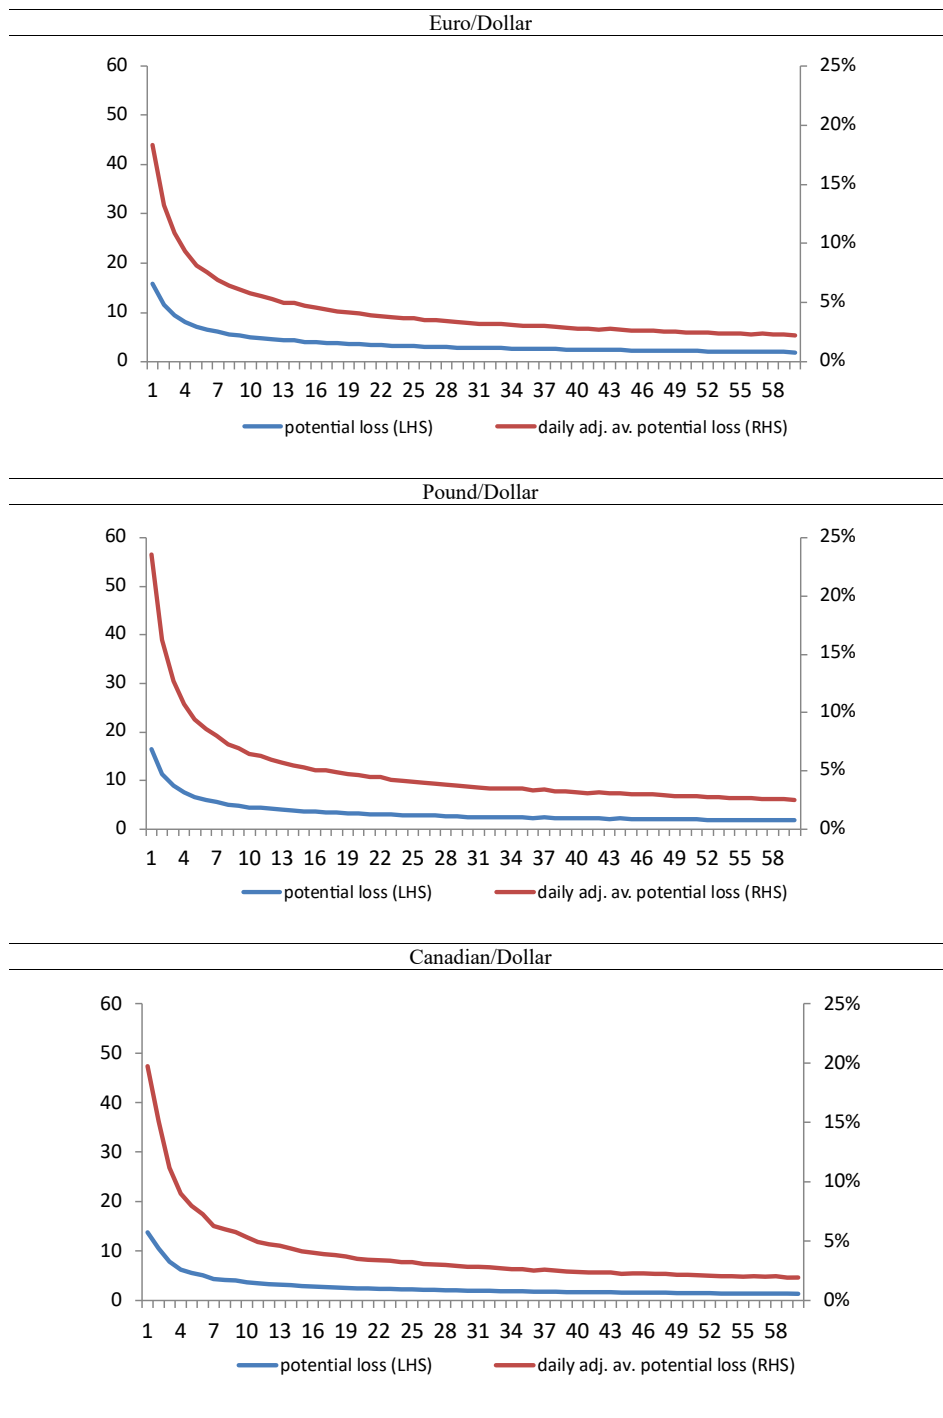 Euro/Dollar
60 25%
50 20%
40 15%
30 10%
20 5%
10 0%
0
1 4 7 10 13 16 19 22 25 28 31 34 37 40 43 46 49 52 55 58
potential loss (LHS) daily adj. av. potential loss (RHS)
Pound/Dollar
60 25%
50 20%
40 15%
30 10%
20 5%
10 0%
0
1 4 7 10 13 16 19 22 25 28 31 34 37 40 43 46 49 52 55 58
potential loss (LHS) daily adj. av. potential loss (RHS)
Canadian/Dollar
60 25%
50 20%
40 15%
30 10%
20 5%
10 0%
0
1 4 7 10 13 16 19 22 25 28 31 34 37 40 43 46 49 52 55 58
potential loss (LHS) daily adj. av. potential loss (RHS)